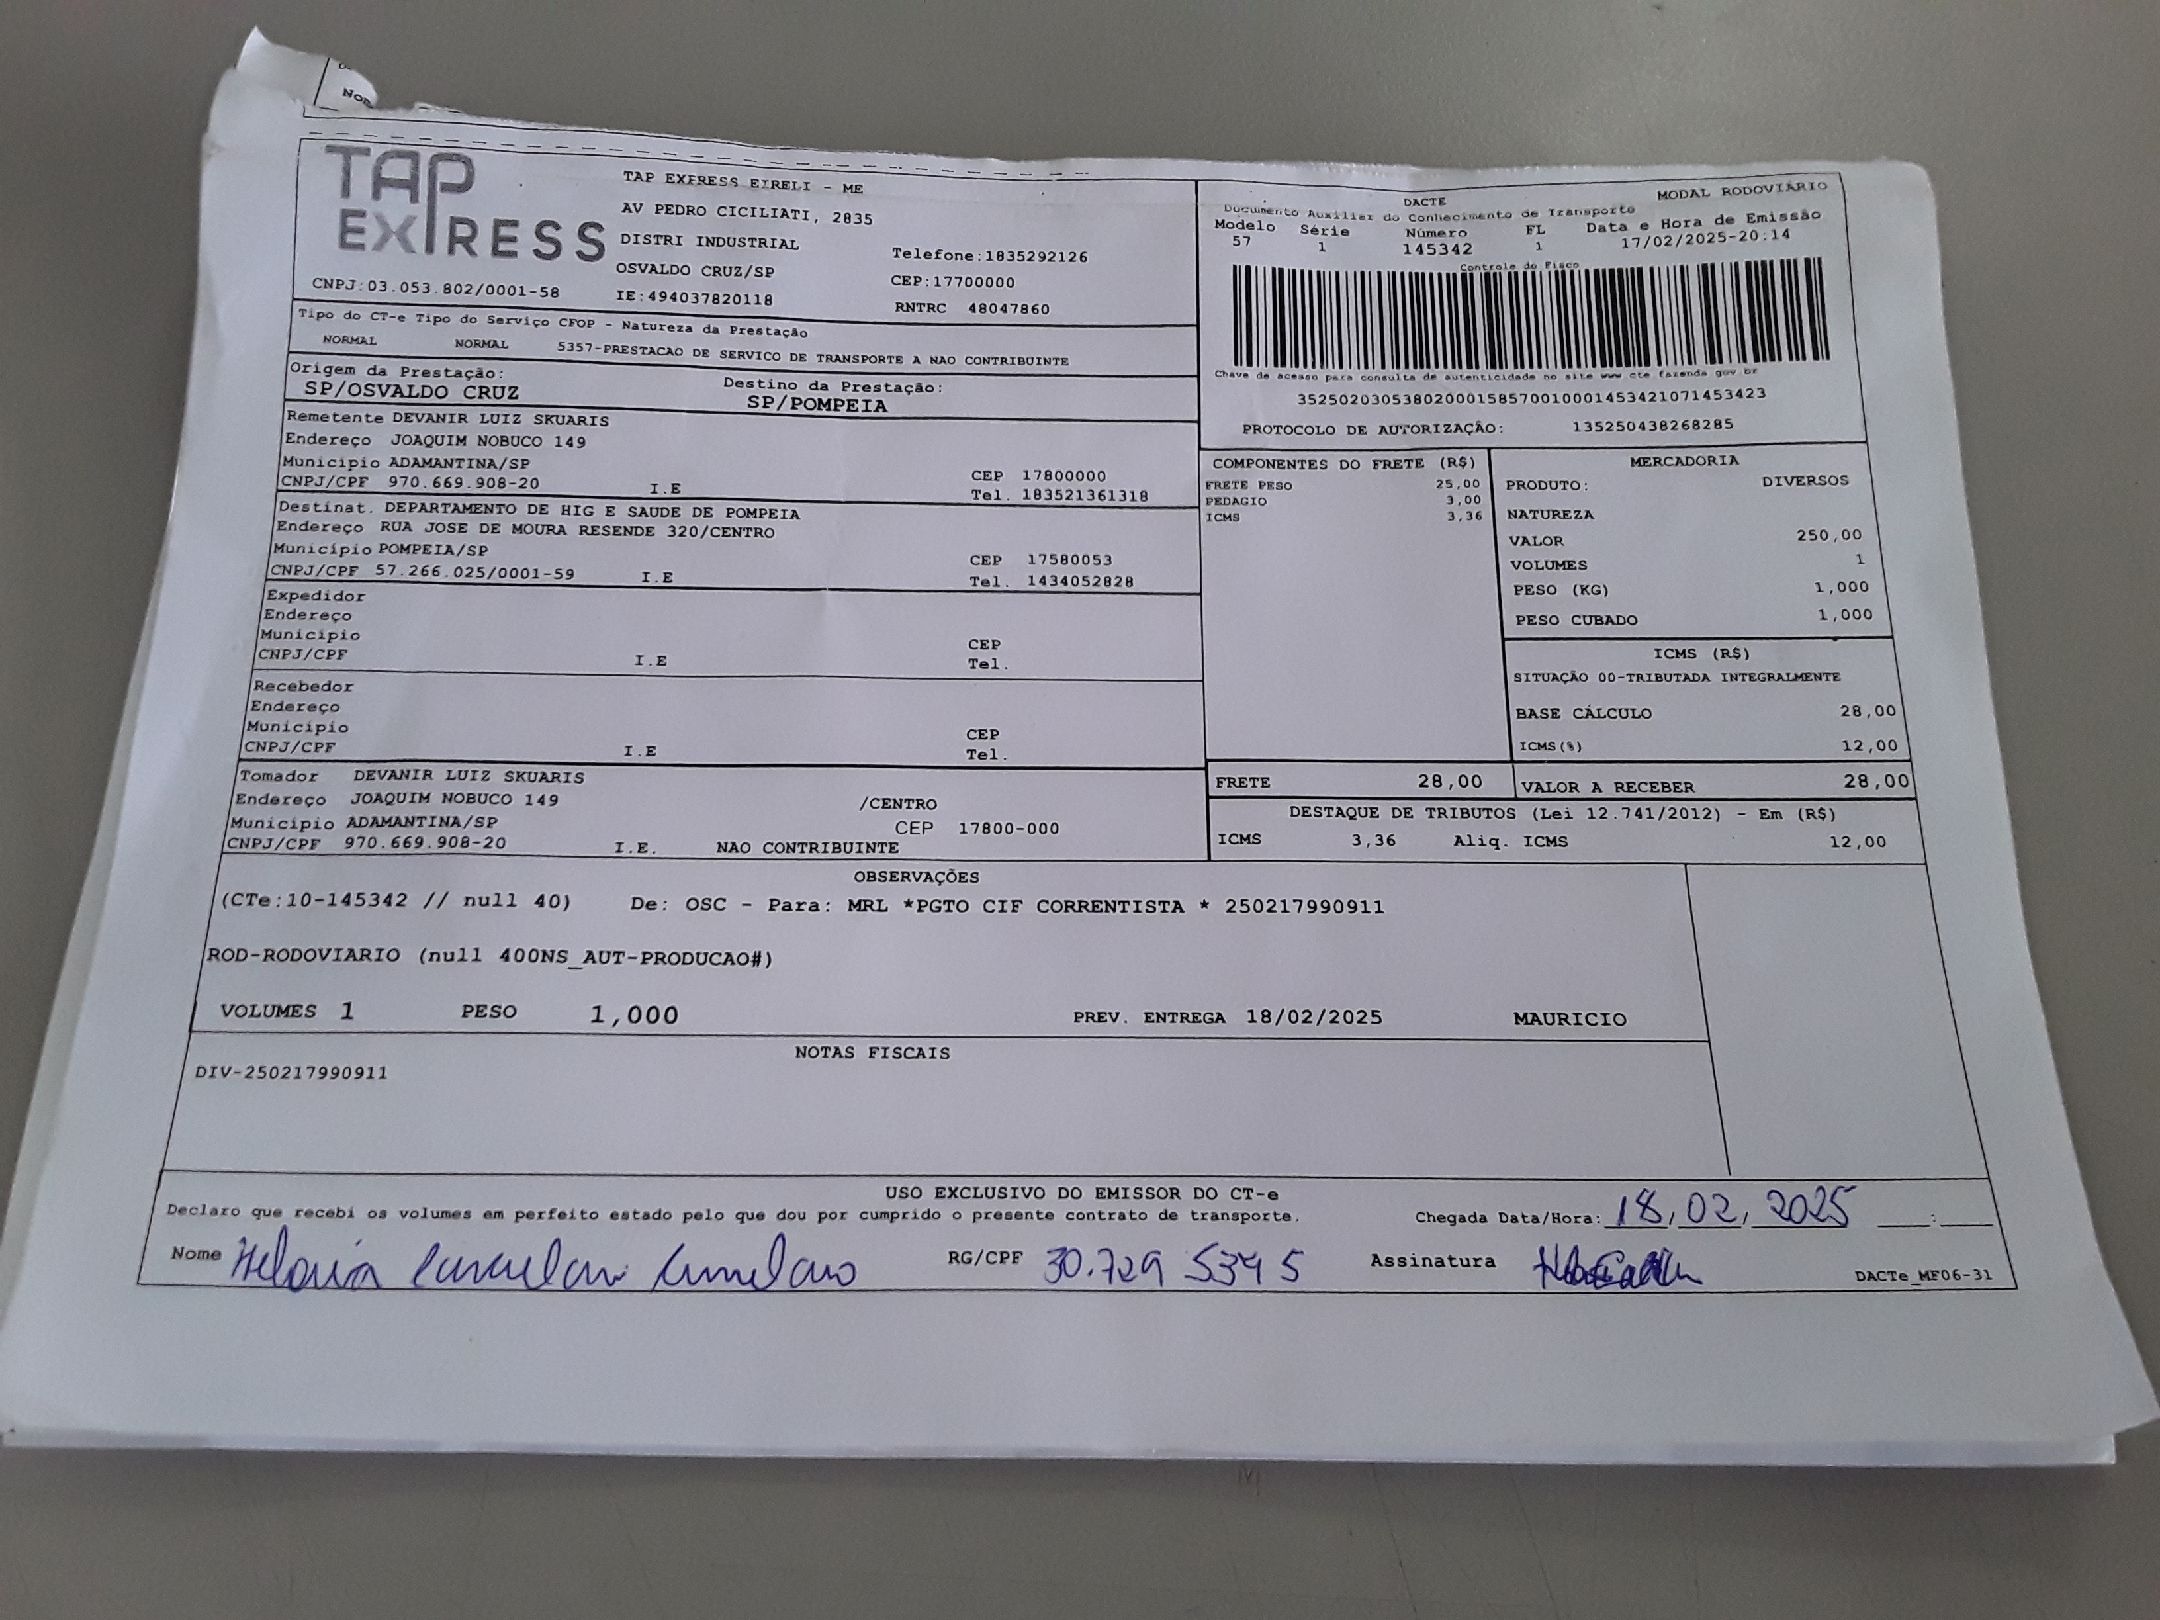 NOR
TAP
EXPRESS
TAP EXPRESS EIRELI - ME
AV PEDRO CICILIATI, 2835
DISTRI INDUSTRIAL
Telefone:1835292126
OSVALDO CRUZ/SP
CEP:17700000
CNPJ:03.053.802/0001-58
IE:494037820118
RNTRC 48047860
DACTE
MODAL RODOVIÁRIO
Documento Auxiliar do Conhecimento de Transporte
Modelo Série Número FL Data e Hora de Emissão
57 1 145342 1 17/02/2025-20:14
Controle do Fisco
Chave de acesso para consulta de autenticidade no site www cte fazenda gov br
35250203053802000158570010001453421071453423
PROTOCOLO DE AUTORIZAÇÃO: 135250438268285
Tipo do CT-e Tipo do Serviço CFOP - Natureza da Prestação
NORMAL NORMAL 5357-PRESTACAO DE SERVICO DE TRANSPORTE A NAO CONTRIBUINTE
Origem da Prestação: Destino da Prestação:
SP/OSVALDO CRUZ SP/POMPEIA
Remetente DEVANIR LUIZ SKUARIS
Endereço JOAQUIM NOBUCO 149
Município ADAMANTINA/SP CEP 17800000
CNPJ/CPF 970.669.908-20 I.E Tel. 183521361318
Destinat. DEPARTAMENTO DE HIG E SAUDE DE POMPEIA
Endereço RUA JOSE DE MOURA RESENDE 320/CENTRO
Município POMPEIA/SP CEP 17580053
CNPJ/CPF 57.266.025/0001-59 I.E Tel. 1434052828
Expedidor
Endereço
Município CEP
CNPJ/CPF I.E Tel.
Recebedor
Endereço
Município CEP
CNPJ/CPF I.E Tel.
Tomador DEVANIR LUIZ SKUARIS
Endereço JOAQUIM NOBUCO 149 /CENTRO
Município ADAMANTINA/SP CEP 17800-000
CNPJ/CPF 970.669.908-20 I.E. NAO CONTRIBUINTE
COMPONENTES DO FRETE (R$)
FRETE PESO 25,00
PEDAGIO 3,00
ICMS 3,36
MERCADORIA
PRODUTO: DIVERSOS
NATUREZA
VALOR 250,00
VOLUMES 1
PESO (KG) 1,000
PESO CUBADO 1,000
ICMS (R$)
SITUAÇÃO 00-TRIBUTADA INTEGRALMENTE
BASE CÁLCULO 28,00
ICMS(%) 12,00
FRETE 28,00 VALOR A RECEBER 28,00
DESTAQUE DE TRIBUTOS (Lei 12.741/2012) - Em (R$)
ICMS 3,36 Aliq. ICMS 12,00
OBSERVAÇÕES
(CTe:10-145342 // null 40) De: OSC - Para: MRL *PGTO CIF CORRENTISTA * 250217990911
ROD-RODOVIARIO (null 400NS_AUT-PRODUCAO#)
VOLUMES 1 PESO 1,000 PREV. ENTREGA 18/02/2025 MAURICIO
NOTAS FISCAIS
DIV-250217990911
USO EXCLUSIVO DO EMISSOR DO CT-e
Declaro que recebi os volumes em perfeito estado pelo que dou por cumprido o presente contrato de transporte.
Chegada Data/Hora: 18/02/2025 ____:____
Nome RG/CPF 30.729 5345 Assinatura
DACTe_MF06-31